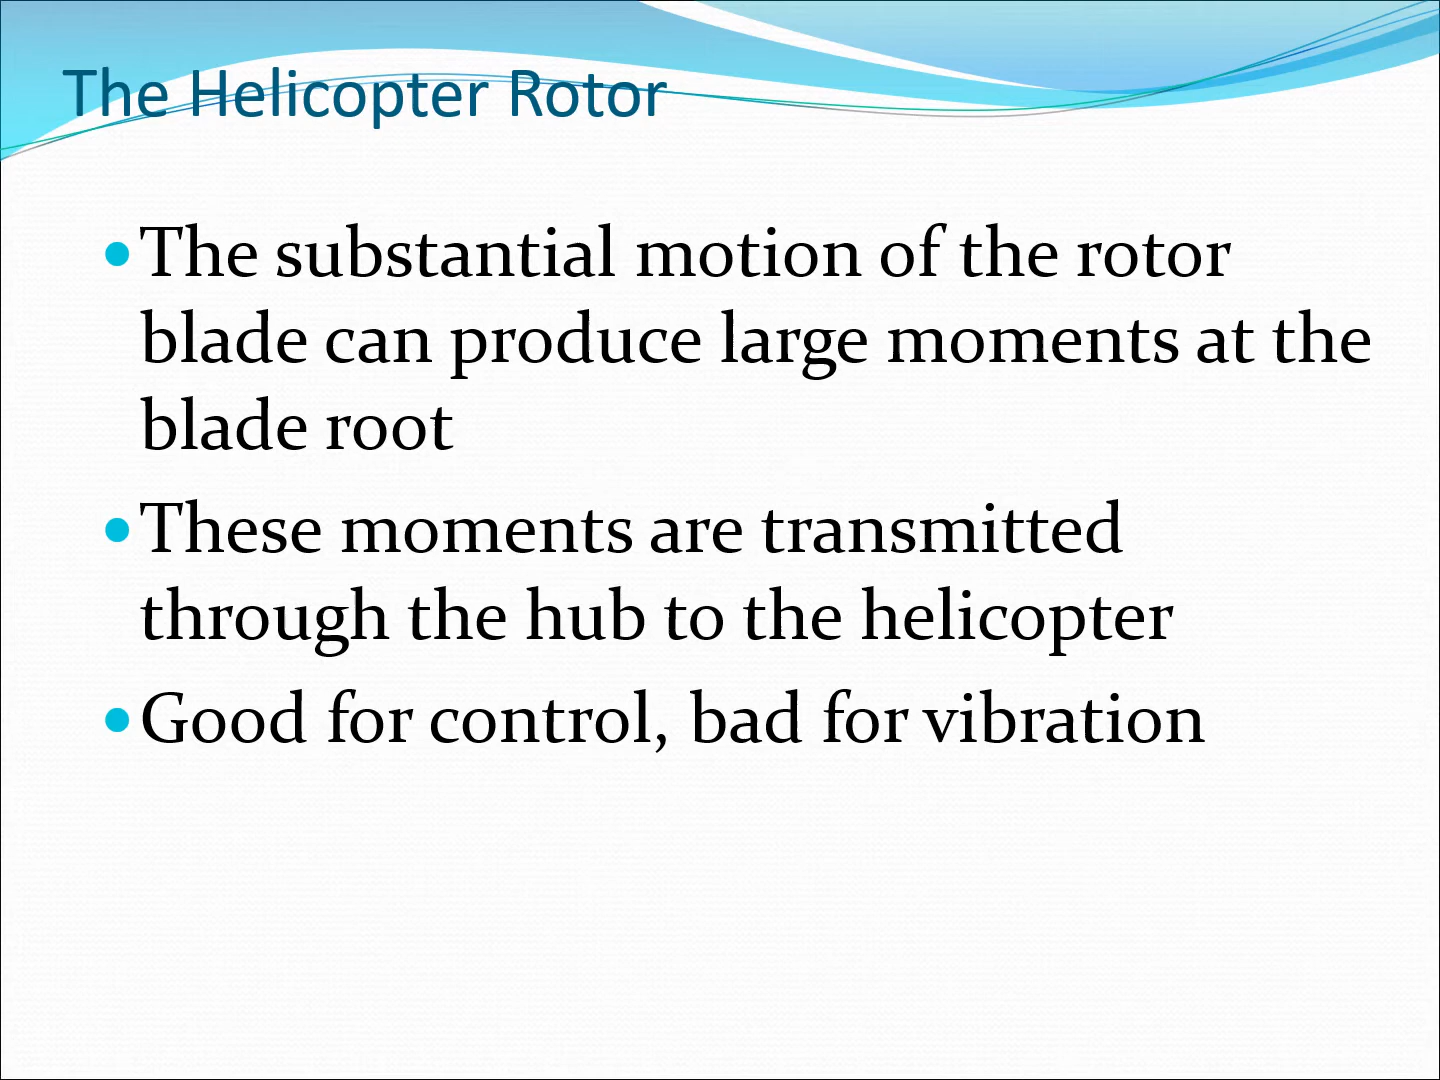 The Helicopter Rotor
• The substantial motion of the rotor
blade can produce large moments at the
blade root
• These moments are transmitted
through the hub to the helicopter
• Good for control, bad for vibration